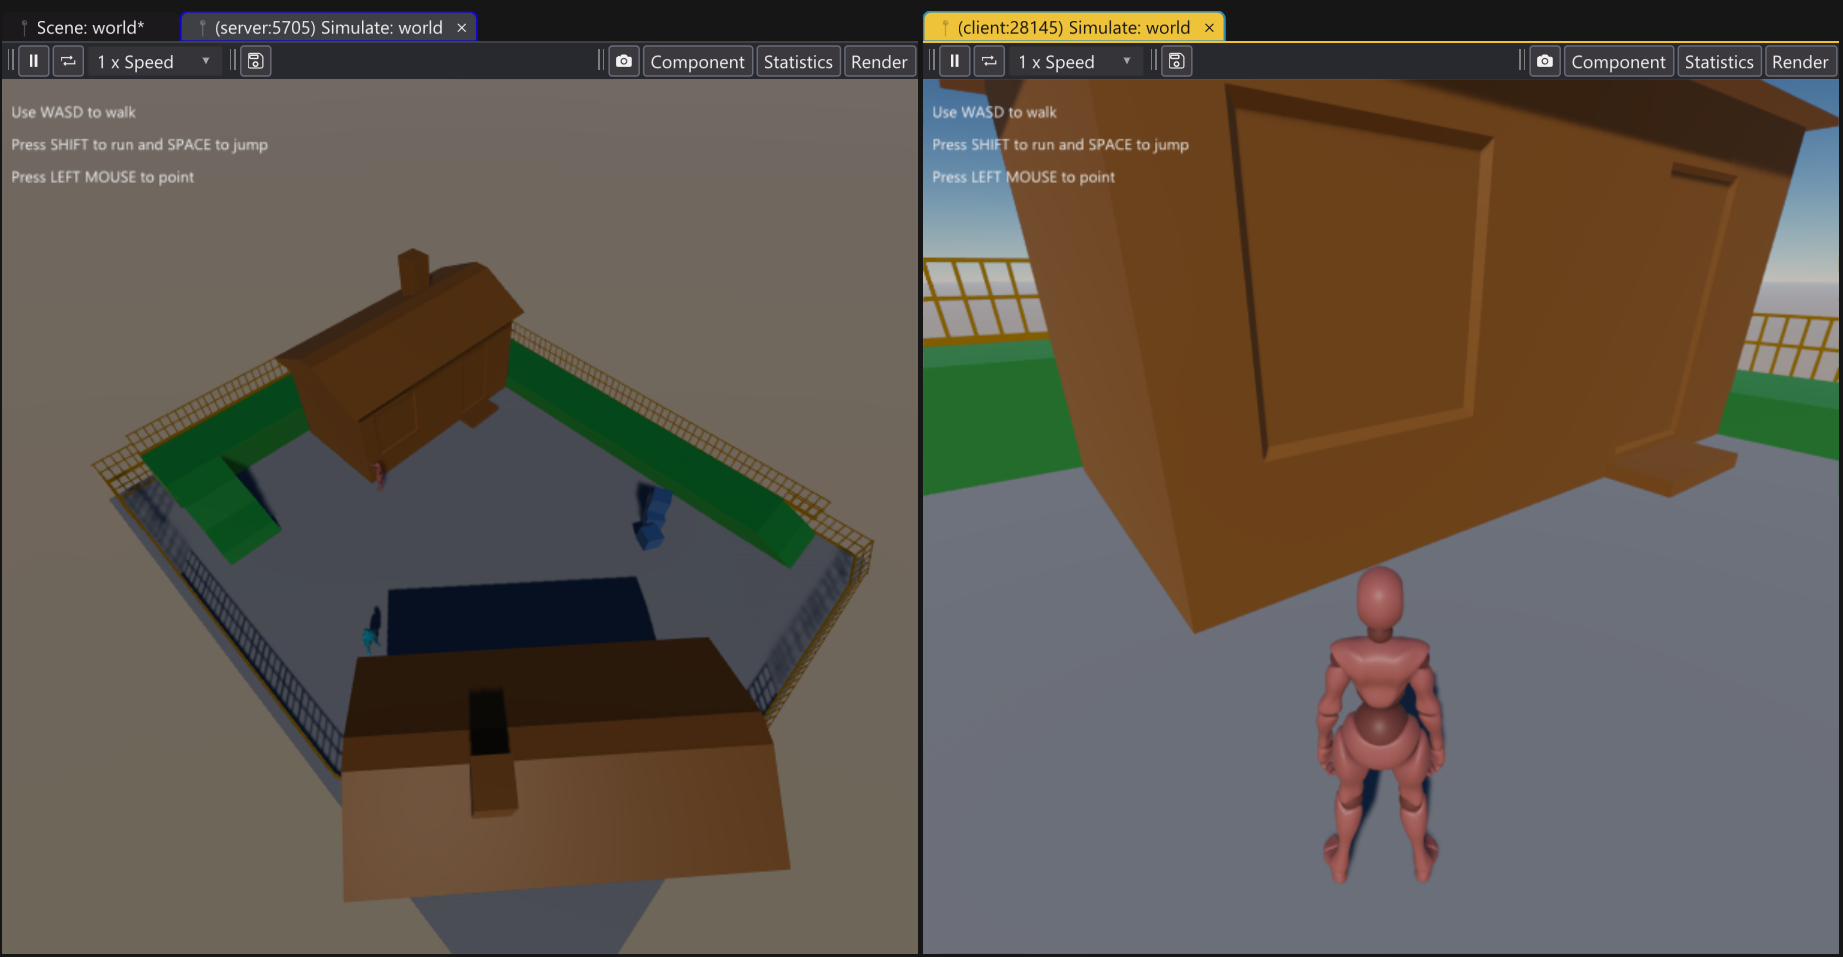 Scene: world*
(server:5705) Simulate: world ×
1 x Speed
Component
Statistics
Render
Use WASD to walk
Press SHIFT to run and SPACE to jump
Press LEFT MOUSE to point
(client:28145) Simulate: world ×
1 x Speed
Component
Statistics
Render
Use WASD to walk
Press SHIFT to run and SPACE to jump
Press LEFT MOUSE to point